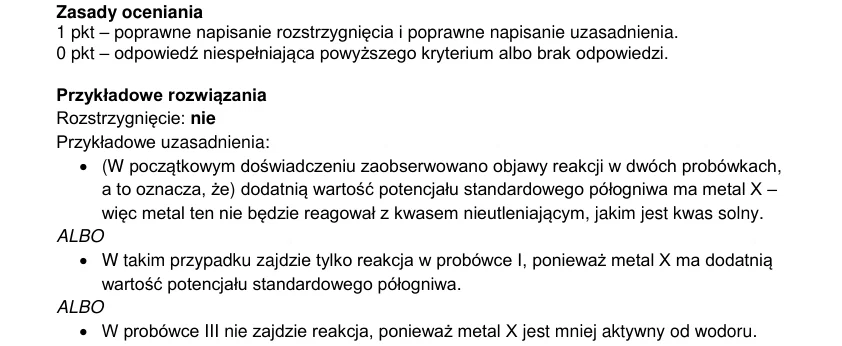 Zasady oceniania
1 pkt – poprawne napisanie rozstrzygnięcia i poprawne napisanie uzasadnienia.
0 pkt – odpowiedź niespełniająca powyższego kryterium albo brak odpowiedzi.
Przykładowe rozwiązania
Rozstrzygnięcie: nie
Przykładowe uzasadnienia:
• (W początkowym doświadczeniu zaobserwowano objawy reakcji w dwóch probówkach,
a to oznacza, że) dodatnią wartość potencjału standardowego półogniwa ma metal X –
więc metal ten nie będzie reagował z kwasem nieutleniającym, jakim jest kwas solny.
ALBO
• W takim przypadku zajdzie tylko reakcja w probówce I, ponieważ metal X ma dodatnią
wartość potencjału standardowego półogniwa.
ALBO
• W probówce III nie zajdzie reakcja, ponieważ metal X jest mniej aktywny od wodoru.